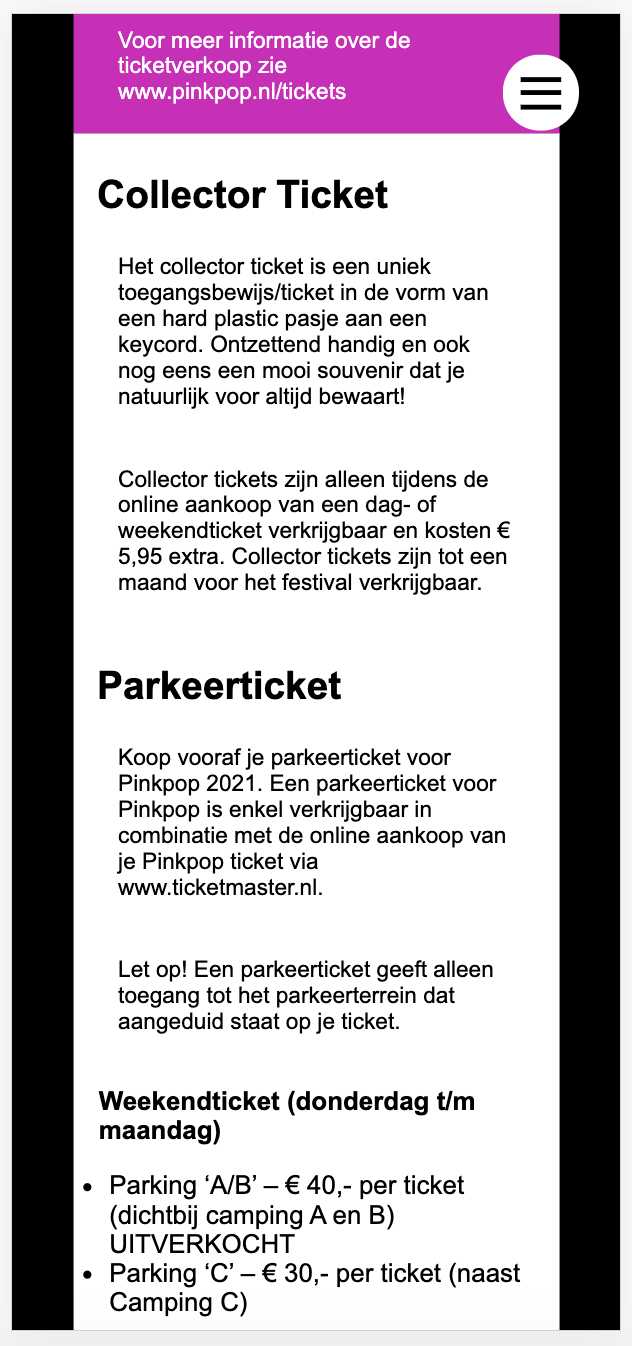 Voor meer informatie over de
ticketverkoop zie
www.pinkpop.nl/tickets
Collector Ticket
Het collector ticket is een uniek
toegangsbewijs/ticket in de vorm van
een hard plastic pasje aan een
keycord. Ontzettend handig en ook
nog eens een mooi souvenir dat je
natuurlijk voor altijd bewaart!
Collector tickets zijn alleen tijdens de
online aankoop van een dag- of
weekendticket verkrijgbaar en kosten €
5,95 extra. Collector tickets zijn tot een
maand voor het festival verkrijgbaar.
Parkeerticket
Koop vooraf je parkeerticket voor
Pinkpop 2021. Een parkeerticket voor
Pinkpop is enkel verkrijgbaar in
combinatie met de online aankoop van
je Pinkpop ticket via
www.ticketmaster.nl.
Let op! Een parkeerticket geeft alleen
toegang tot het parkeerterrein dat
aangeduid staat op je ticket.
Weekendticket (donderdag t/m
maandag)
• Parking ‘A/B’ – € 40,- per ticket
(dichtbij camping A en B)
UITVERKOCHT
• Parking ‘C’ – € 30,- per ticket (naast
Camping C)